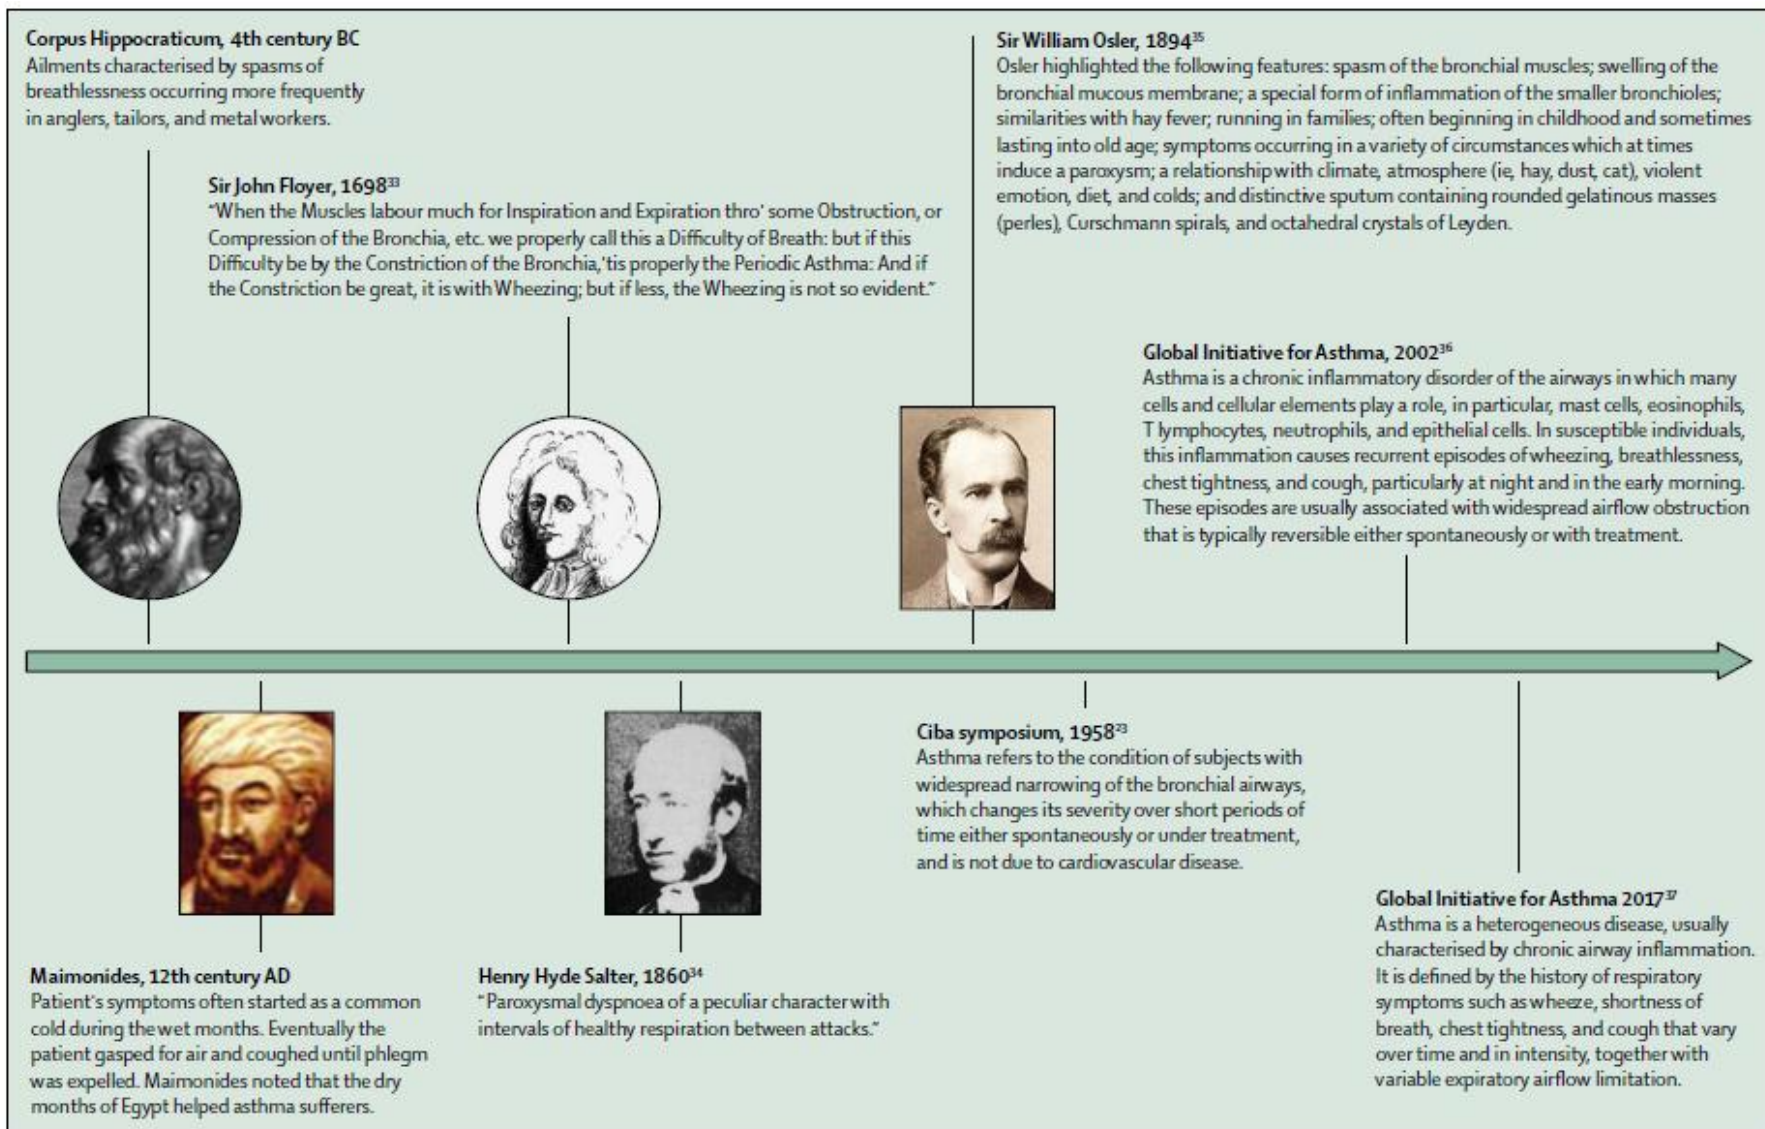 Corpus Hippocraticum, 4th century BC
Ailments characterised by spasms of
breathlessness occurring more frequently
in anglers, tailors, and metal workers.
Sir John Floyer, 1698³³
"When the Muscles labour much for Inspiration and Expiration thro' some Obstruction, or
Compression of the Bronchia, etc. we properly call this a Difficulty of Breath: but if this
Difficulty be by the Constriction of the Bronchia, 'tis properly the Periodic Asthma: And if
the Constriction be great, it is with Wheezing; but if less, the Wheezing is not so evident."
Sir William Osler, 1894³⁵
Osler highlighted the following features: spasm of the bronchial muscles; swelling of the
bronchial mucous membrane; a special form of inflammation of the smaller bronchioles;
similarities with hay fever; running in families; often beginning in childhood and sometimes
lasting into old age; symptoms occurring in a variety of circumstances which at times
induce a paroxysm; a relationship with climate, atmosphere (ie, hay, dust, cat), violent
emotion, diet, and colds; and distinctive sputum containing rounded gelatinous masses
(perles), Curschmann spirals, and octahedral crystals of Leyden.
Global Initiative for Asthma, 2002³⁶
Asthma is a chronic inflammatory disorder of the airways in which many
cells and cellular elements play a role, in particular, mast cells, eosinophils,
T lymphocytes, neutrophils, and epithelial cells. In susceptible individuals,
this inflammation causes recurrent episodes of wheezing, breathlessness,
chest tightness, and cough, particularly at night and in the early morning.
These episodes are usually associated with widespread airflow obstruction
that is typically reversible either spontaneously or with treatment.
Maimonides, 12th century AD
Patient's symptoms often started as a common
cold during the wet months. Eventually the
patient gasped for air and coughed until phlegm
was expelled. Maimonides noted that the dry
months of Egypt helped asthma sufferers.
Henry Hyde Salter, 1860³⁴
"Paroxysmal dyspnoea of a peculiar character with
intervals of healthy respiration between attacks."
Ciba symposium, 1958²³
Asthma refers to the condition of subjects with
widespread narrowing of the bronchial airways,
which changes its severity over short periods of
time either spontaneously or under treatment,
and is not due to cardiovascular disease.
Global Initiative for Asthma 2017³⁷
Asthma is a heterogeneous disease, usually
characterised by chronic airway inflammation.
It is defined by the history of respiratory
symptoms such as wheeze, shortness of
breath, chest tightness, and cough that vary
over time and in intensity, together with
variable expiratory airflow limitation.